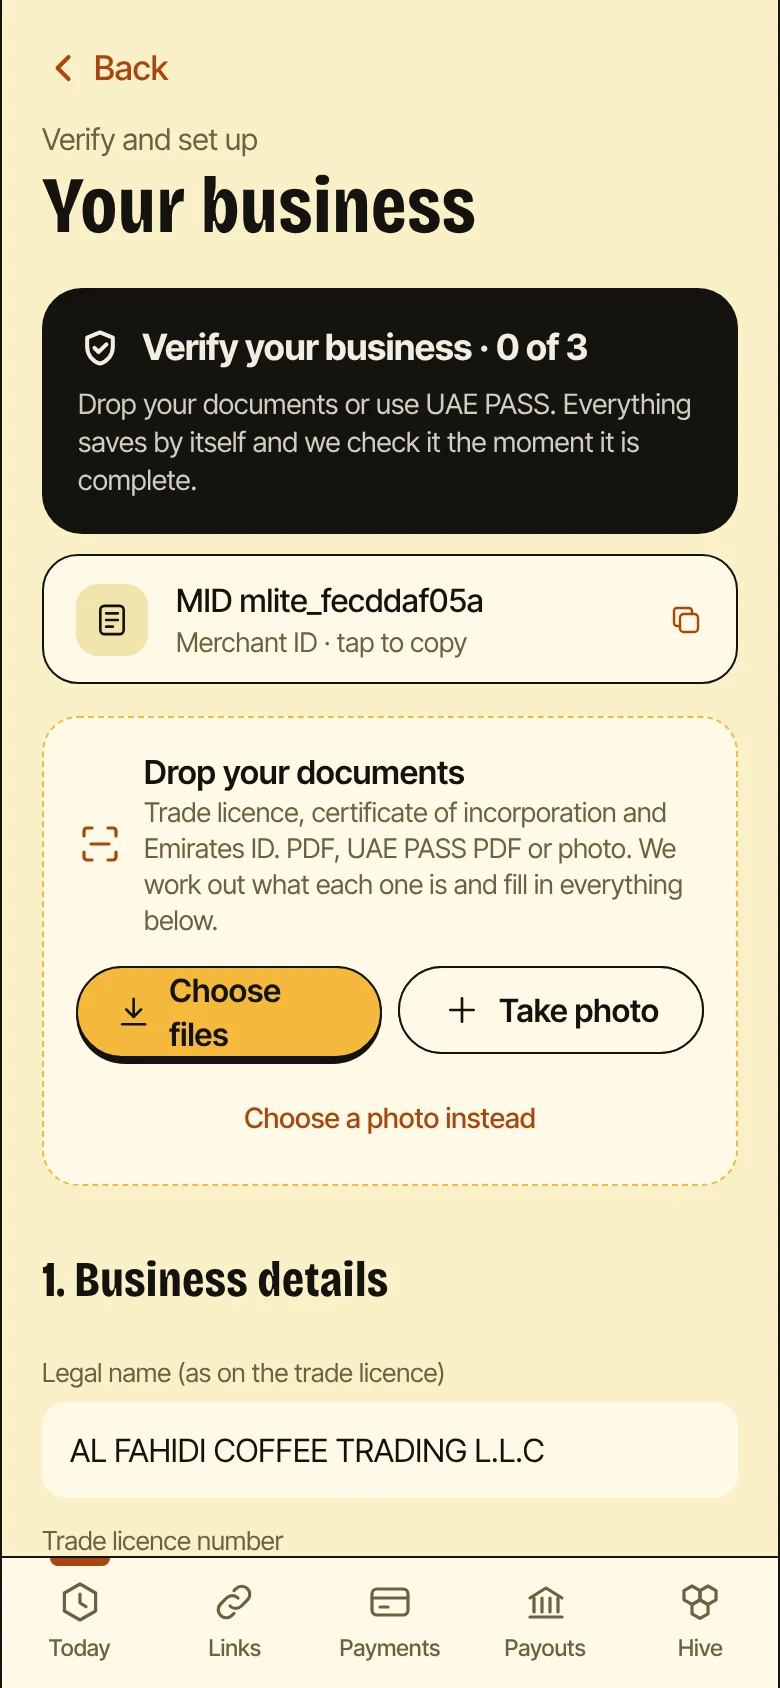 Back
Verify and set up
Your business
Verify your business · 0 of 3
Drop your documents or use UAE PASS. Everything
saves by itself and we check it the moment it is
complete.
MID mlite_fecddaf05a
Merchant ID · tap to copy
Drop your documents
Trade licence, certificate of incorporation and
Emirates ID. PDF, UAE PASS PDF or photo. We
work out what each one is and fill in everything
below.
Choose
files
Take photo
Choose a photo instead
1. Business details
Legal name (as on the trade licence)
AL FAHIDI COFFEE TRADING L.L.C
Trade licence number
Today
Links
Payments
Payouts
Hive